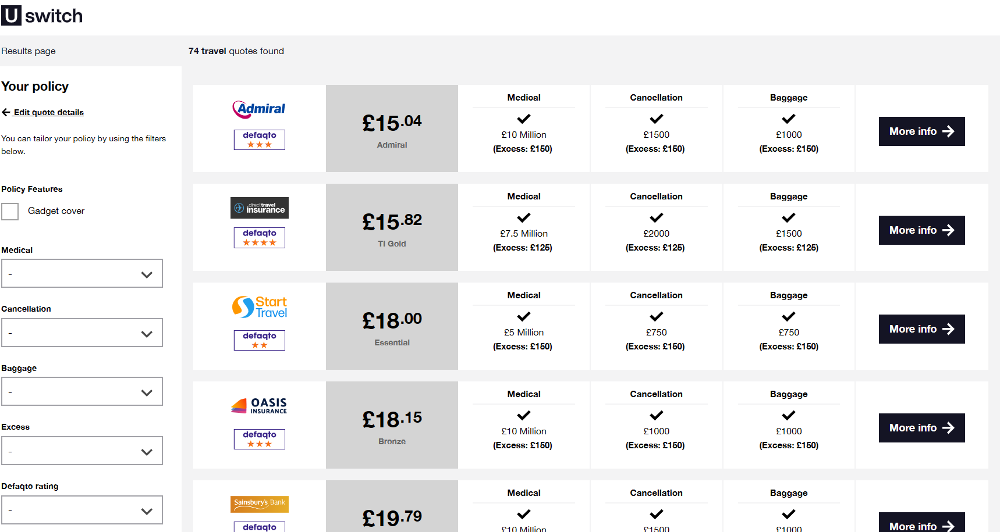 U switch
Results page
74 travel quotes found
Your policy
Edit quote details
You can tailor your policy by using the filters
below.
Policy Features
Gadget cover
Medical
-
Cancellation
-
Baggage
-
Excess
-
Defaqto rating
-
Admiral
defaqto
£15.04
Admiral
Medical
£10 Million
(Excess: £150)
Cancellation
£1500
(Excess: £150)
Baggage
£1000
(Excess: £150)
More info
direct travel
insurance
defaqto
£15.82
TI Gold
Medical
£7.5 Million
(Excess: £125)
Cancellation
£2000
(Excess: £125)
Baggage
£1500
(Excess: £125)
More info
Start
Travel
defaqto
£18.00
Essential
Medical
£5 Million
(Excess: £150)
Cancellation
£750
(Excess: £150)
Baggage
£750
(Excess: £150)
More info
OASIS
INSURANCE
defaqto
£18.15
Bronze
Medical
£10 Million
(Excess: £150)
Cancellation
£1000
(Excess: £150)
Baggage
£1000
(Excess: £150)
More info
Sainsbury's Bank
defaqto
£19.79
Medical
£10 Million
Cancellation
£1500
Baggage
£1000
More info